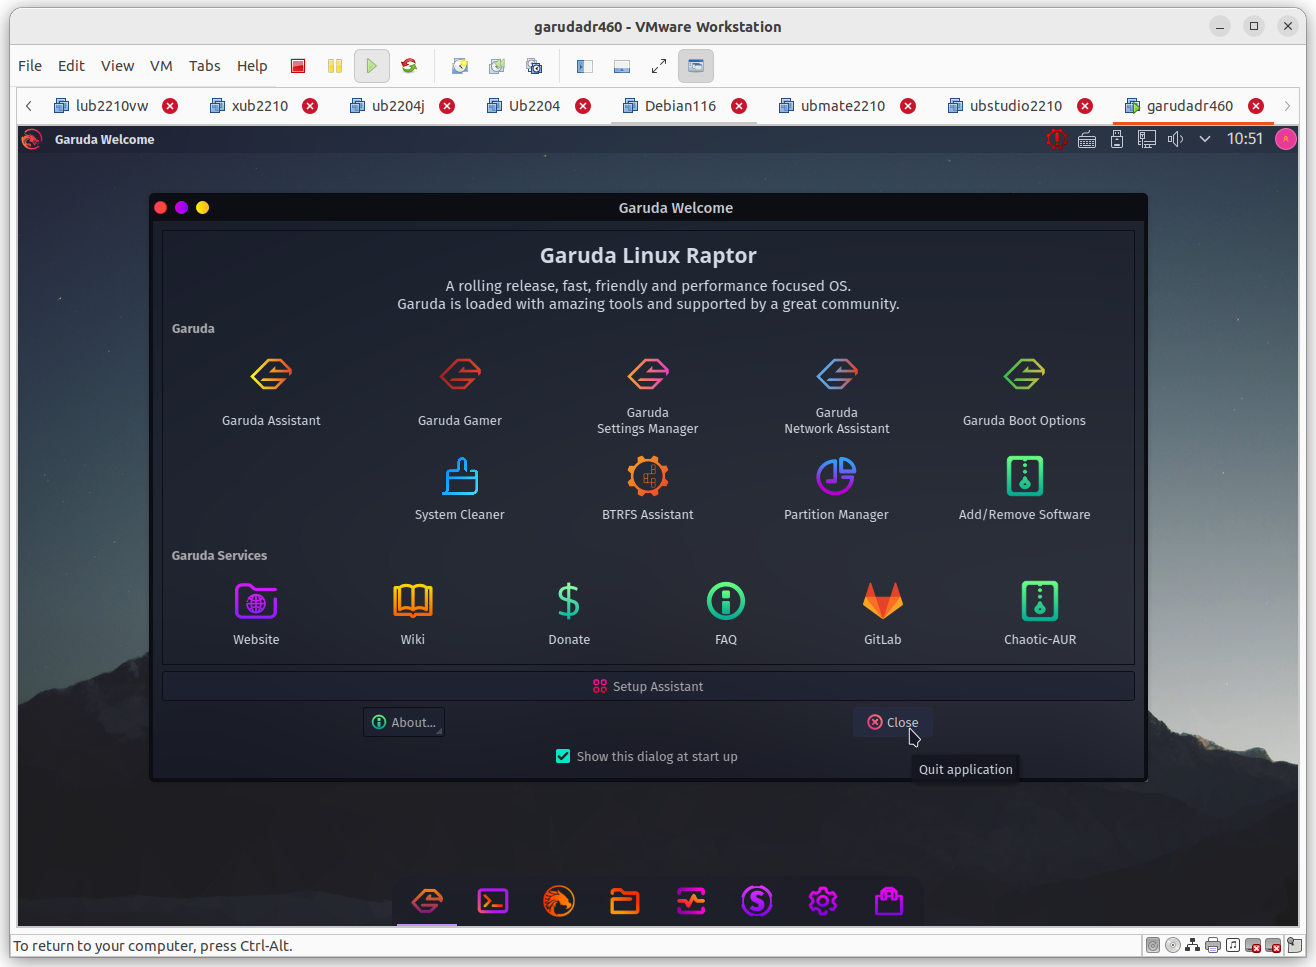 garudadr460 - VMware Workstation
File Edit View VM Tabs Help
lub2210vw xub2210 ub2204j Ub2204 Debian116 ubmate2210 ubstudio2210 garudadr460
Garuda Welcome 10:51
Garuda Welcome
Garuda Linux Raptor
A rolling release, fast, friendly and performance focused OS.
Garuda is loaded with amazing tools and supported by a great community.
Garuda
Garuda Assistant
Garuda Gamer
Garuda
Settings Manager
Garuda
Network Assistant
Garuda Boot Options
System Cleaner
BTRFS Assistant
Partition Manager
Add/Remove Software
Garuda Services
Website
Wiki
Donate
FAQ
GitLab
Chaotic-AUR
Setup Assistant
About...
Close
Show this dialog at start up
Quit application
To return to your computer, press Ctrl-Alt.